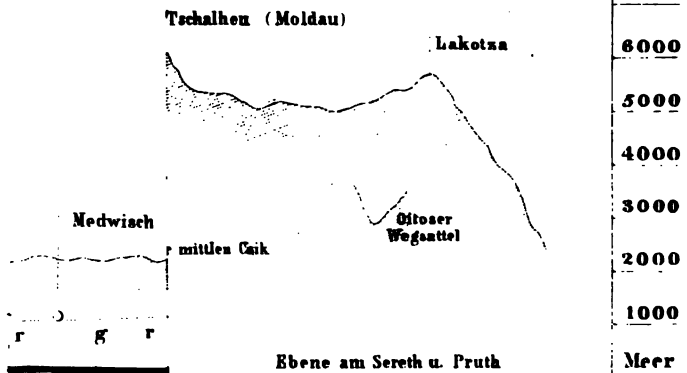 Tschalhen (Moldau)
Lakotza
6000
5000
4000
3000
Medwisch
Oitoser
Wegsattel
mittlen Csik
2000
1000
r g r
Ebene am Sereth u. Pruth
Meer